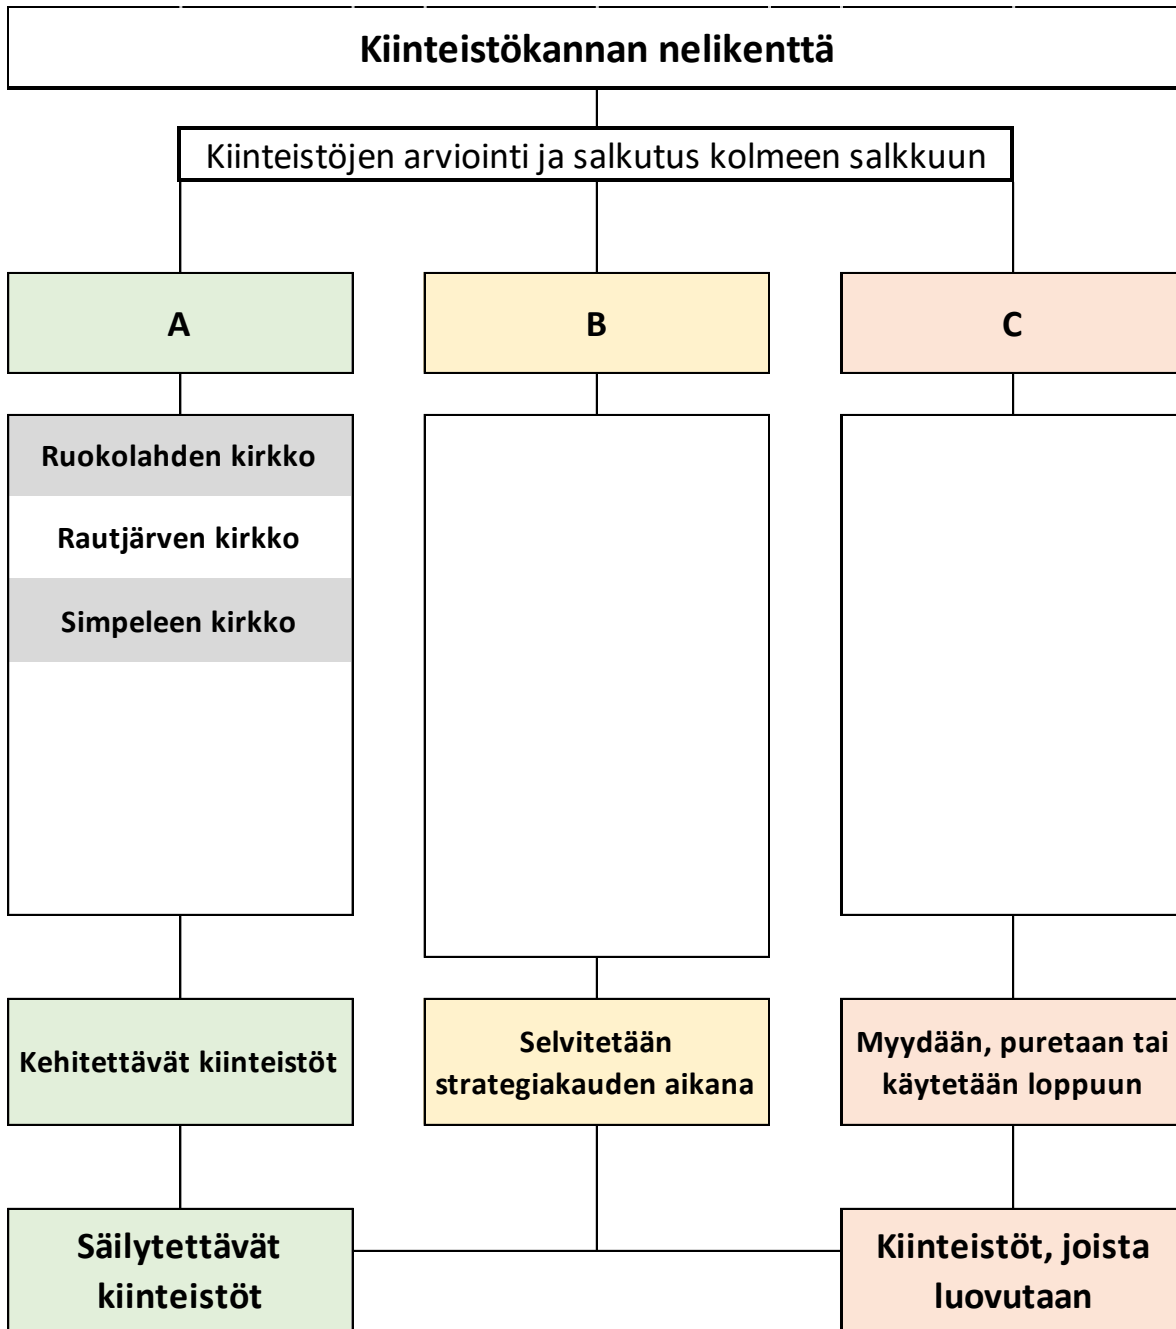 Kiinteistökannan nelikenttä
Kiinteistöjen arviointi ja salkutus kolmeen salkkuun
A
B
C
Ruokolahden kirkko
Rautjärven kirkko
Simpeleen kirkko
Kehitettävät kiinteistöt
Selvitetään
strategiakauden aikana
Myydään, puretaan tai
käytetään loppuun
Säilytettävät
kiinteistöt
Kiinteistöt, joista
luovutaan